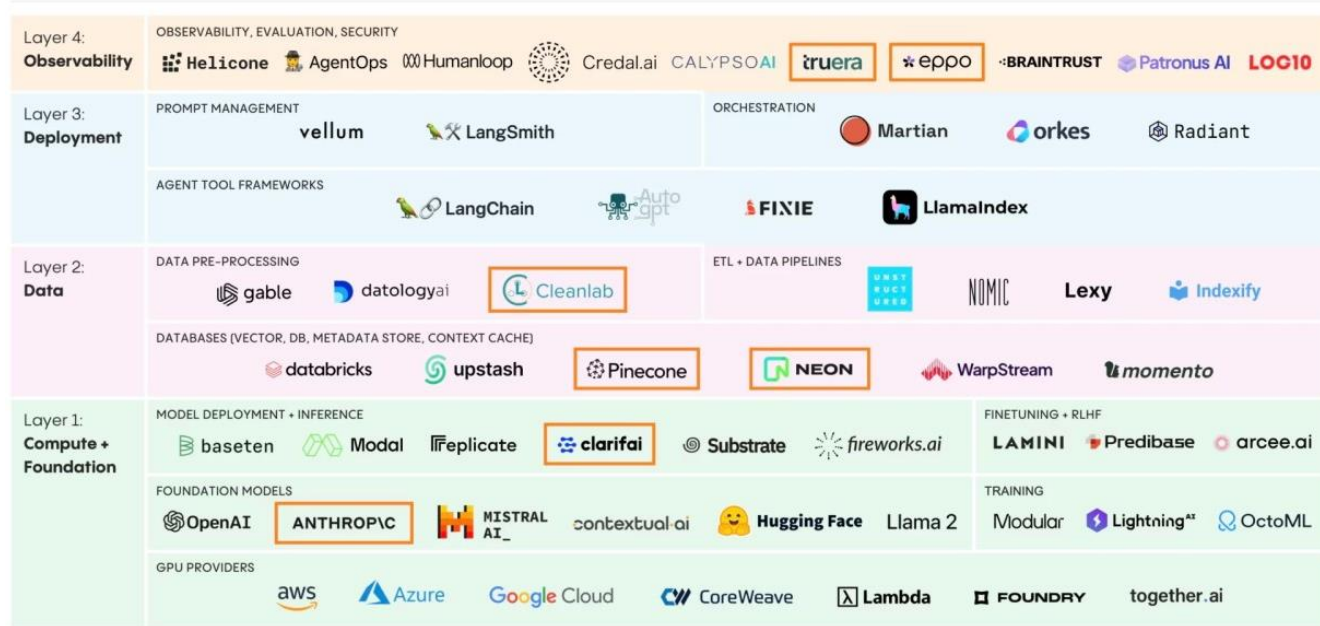 Layer 4:
Observability
OBSERVABILITY, EVALUATION, SECURITY
Helicone AgentOps Humanloop Credal.ai CALYPSOAI truera eppo BRAINTRUST Patronus AI LOG10
Layer 3:
Deployment
PROMPT MANAGEMENT
vellum LangSmith
ORCHESTRATION
Martian orkes Radiant
AGENT TOOL FRAMEWORKS
LangChain Auto
gpt FIXIE LlamaIndex
Layer 2:
Data
DATA PRE-PROCESSING
gable datologyai Cleanlab
ETL + DATA PIPELINES
UNST
RUCT
URED
NOMIC Lexy Indexify
DATABASES (VECTOR, DB, METADATA STORE, CONTEXT CACHE)
databricks upstash Pinecone NEON WarpStream momento
Layer 1:
Compute +
Foundation
MODEL DEPLOYMENT + INFERENCE
baseten Modal Replicate clarifai Substrate fireworks.ai
FINETUNING + RLHF
LAMINI Predibase arcee.ai
FOUNDATION MODELS
OpenAI ANTHROP\C MISTRAL
AI_ contextual ai Hugging Face Llama 2
TRAINING
Modular Lightning AI OctoML
GPU PROVIDERS
aws Azure Google Cloud CoreWeave Lambda FOUNDRY together.ai